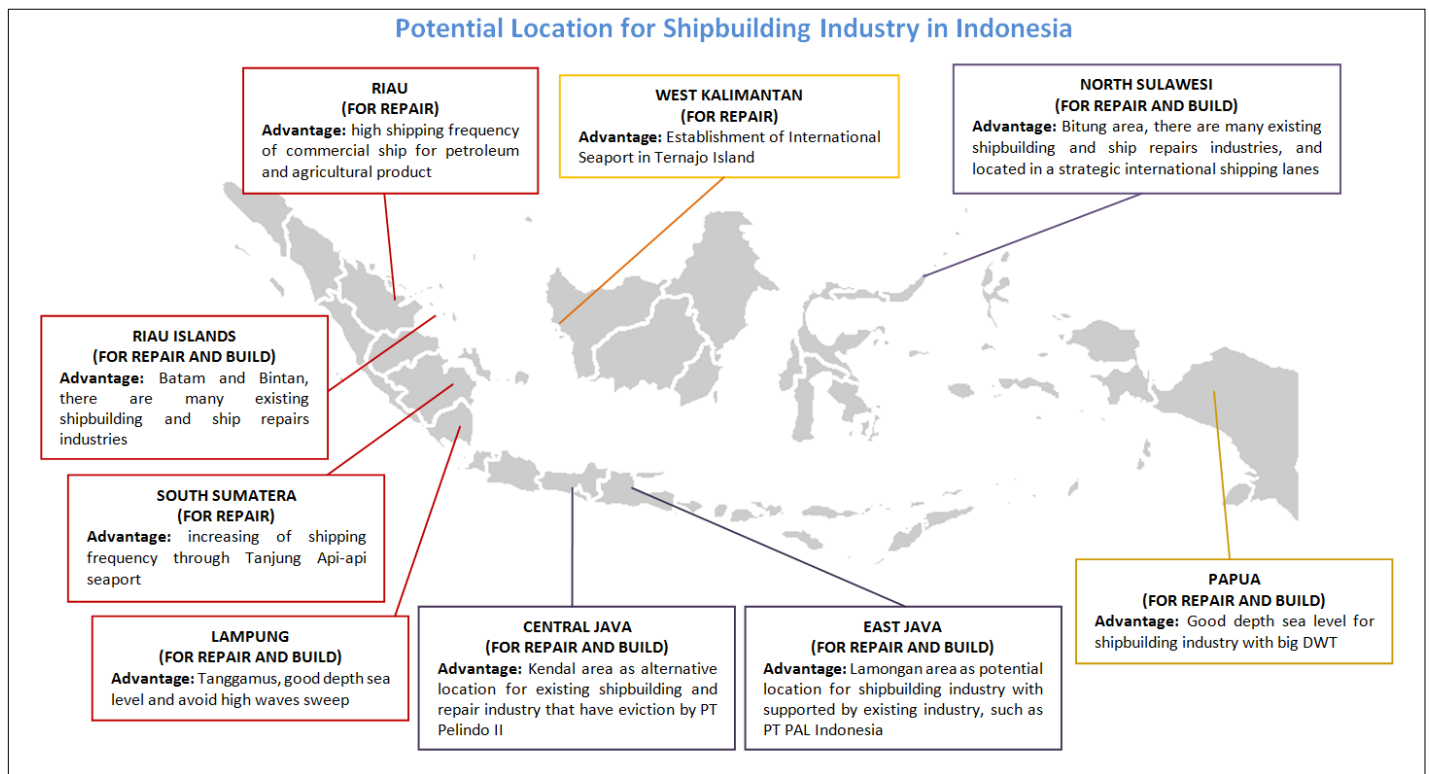 Potential Location for Shipbuilding Industry in Indonesia
RIAU
(FOR REPAIR)
Advantage: high shipping frequency
of commercial ship for petroleum
and agricultural product
WEST KALIMANTAN
(FOR REPAIR)
Advantage: Establishment of International
Seaport in Ternajo Island
NORTH SULAWESI
(FOR REPAIR AND BUILD)
Advantage: Bitung area, there are many existing
shipbuilding and ship repairs industries, and
located in a strategic international shipping lanes
RIAU ISLANDS
(FOR REPAIR AND BUILD)
Advantage: Batam and Bintan,
there are many existing
shipbuilding and ship repairs
industries
SOUTH SUMATERA
(FOR REPAIR)
Advantage: increasing of shipping
frequency through Tanjung Api-api
seaport
LAMPUNG
(FOR REPAIR AND BUILD)
Advantage: Tanggamus, good depth sea
level and avoid high waves sweep
CENTRAL JAVA
(FOR REPAIR AND BUILD)
Advantage: Kendal area as alternative
location for existing shipbuilding and
repair industry that have eviction by PT
Pelindo II
EAST JAVA
(FOR REPAIR AND BUILD)
Advantage: Lamongan area as potential
location for shipbuilding industry with
supported by existing industry, such as
PT PAL Indonesia
PAPUA
(FOR REPAIR AND BUILD)
Advantage: Good depth sea level for
shipbuilding industry with big DWT